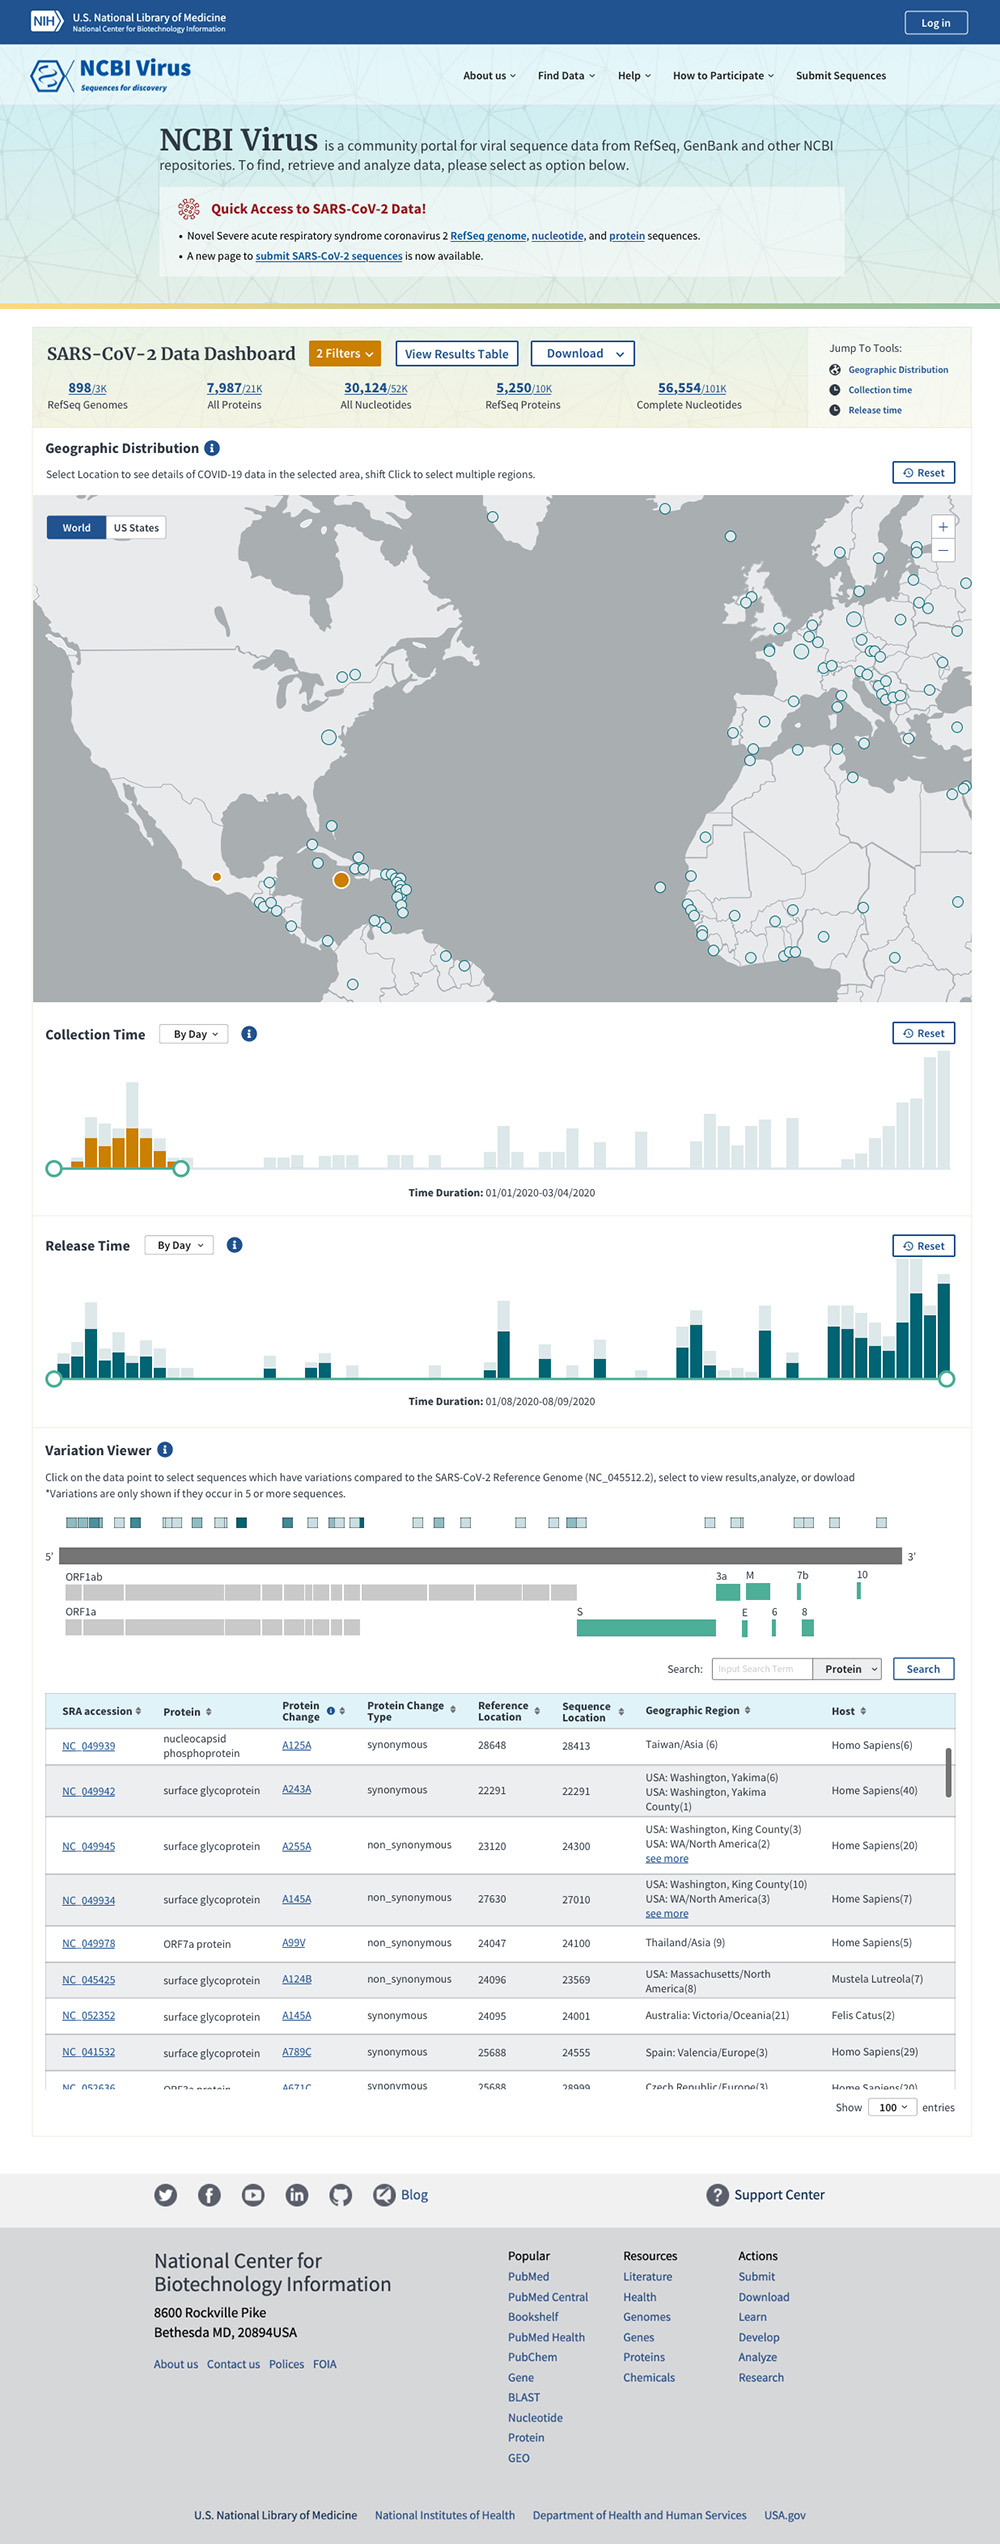 NIH U.S. National Library of Medicine
National Center for Biotechnology Information
Log in
NCBI Virus
Sequences for discovery
About us Find Data Help How to Participate Submit Sequences
NCBI Virus is a community portal for viral sequence data from RefSeq, GenBank and other NCBI
repositories. To find, retrieve and analyze data, please select as option below.
Quick Access to SARS-CoV-2 Data!
• Novel Severe acute respiratory syndrome coronavirus 2 RefSeq genome, nucleotide, and protein sequences.
• A new page to submit SARS-CoV-2 sequences is now available.
SARS-CoV-2 Data Dashboard 2 Filters View Results Table Download
898/3K 7,987/21K 30,124/52K 5,250/10K 56,554/101K
RefSeq Genomes All Proteins All Nucleotides RefSeq Proteins Complete Nucleotides
Jump To Tools:
Geographic Distribution
Collection time
Release time
Geographic Distribution i
Select Location to see details of COVID-19 data in the selected area, shift Click to select multiple regions.
Reset
World US States
+
−
Collection Time By Day i Reset
Time Duration: 01/01/2020-03/04/2020
Release Time By Day i Reset
Time Duration: 01/08/2020-08/09/2020
Variation Viewer i
Click on the data point to select sequences which have variations compared to the SARS-CoV-2 Reference Genome (NC_045512.2), select to view results,analyze, or dowload
*Variations are only shown if they occur in 5 or more sequences.
5' 3'
ORF1ab 3a M 7b 10
ORF1a S E 6 8
Search: Input Search Term Protein Search
SRA accession Protein Protein Change i Protein Change Type Reference Location Sequence Location Geographic Region Host
NC_049939 nucleocapsid phosphoprotein A125A synonymous 28648 28413 Taiwan/Asia (6) Homo Sapiens(6)
NC_049942 surface glycoprotein A243A synonymous 22291 22291 USA: Washington, Yakima(6) USA: Washington, Yakima County(1) Home Sapiens(40)
NC_049945 surface glycoprotein A255A non_synonymous 23120 24300 USA: Washington, King County(3) USA: WA/North America(2) see more Home Sapiens(20)
NC_049934 surface glycoprotein A145A non_synonymous 27630 27010 USA: Washington, King County(10) USA: WA/North America(3) see more Home Sapiens(7)
NC_049978 ORF7a protein A99V non_synonymous 24047 24100 Thailand/Asia (9) Home Sapiens(5)
NC_045425 surface glycoprotein A124B non_synonymous 24096 23569 USA: Massachusetts/North America(8) Mustela Lutreola(7)
NC_052352 surface glycoprotein A145A synonymous 24095 24001 Australia: Victoria/Oceania(21) Felis Catus(2)
NC_041532 surface glycoprotein A789C synonymous 25688 24555 Spain: Valencia/Europe(3) Homo Sapiens(29)
NC_052636 ORF3a protein A671C synonymous 25688 28999 Czech Republic/Europe(3) Home Sapiens(20)
Show 100 entries
Blog
? Support Center
National Center for
Biotechnology Information
8600 Rockville Pike
Bethesda MD, 20894USA
About us Contact us Polices FOIA
Popular
PubMed
PubMed Central
Bookshelf
PubMed Health
PubChem
Gene
BLAST
Nucleotide
Protein
GEO
Resources
Literature
Health
Genomes
Genes
Proteins
Chemicals
Actions
Submit
Download
Learn
Develop
Analyze
Research
U.S. National Library of Medicine National Institutes of Health Department of Health and Human Services USA.gov